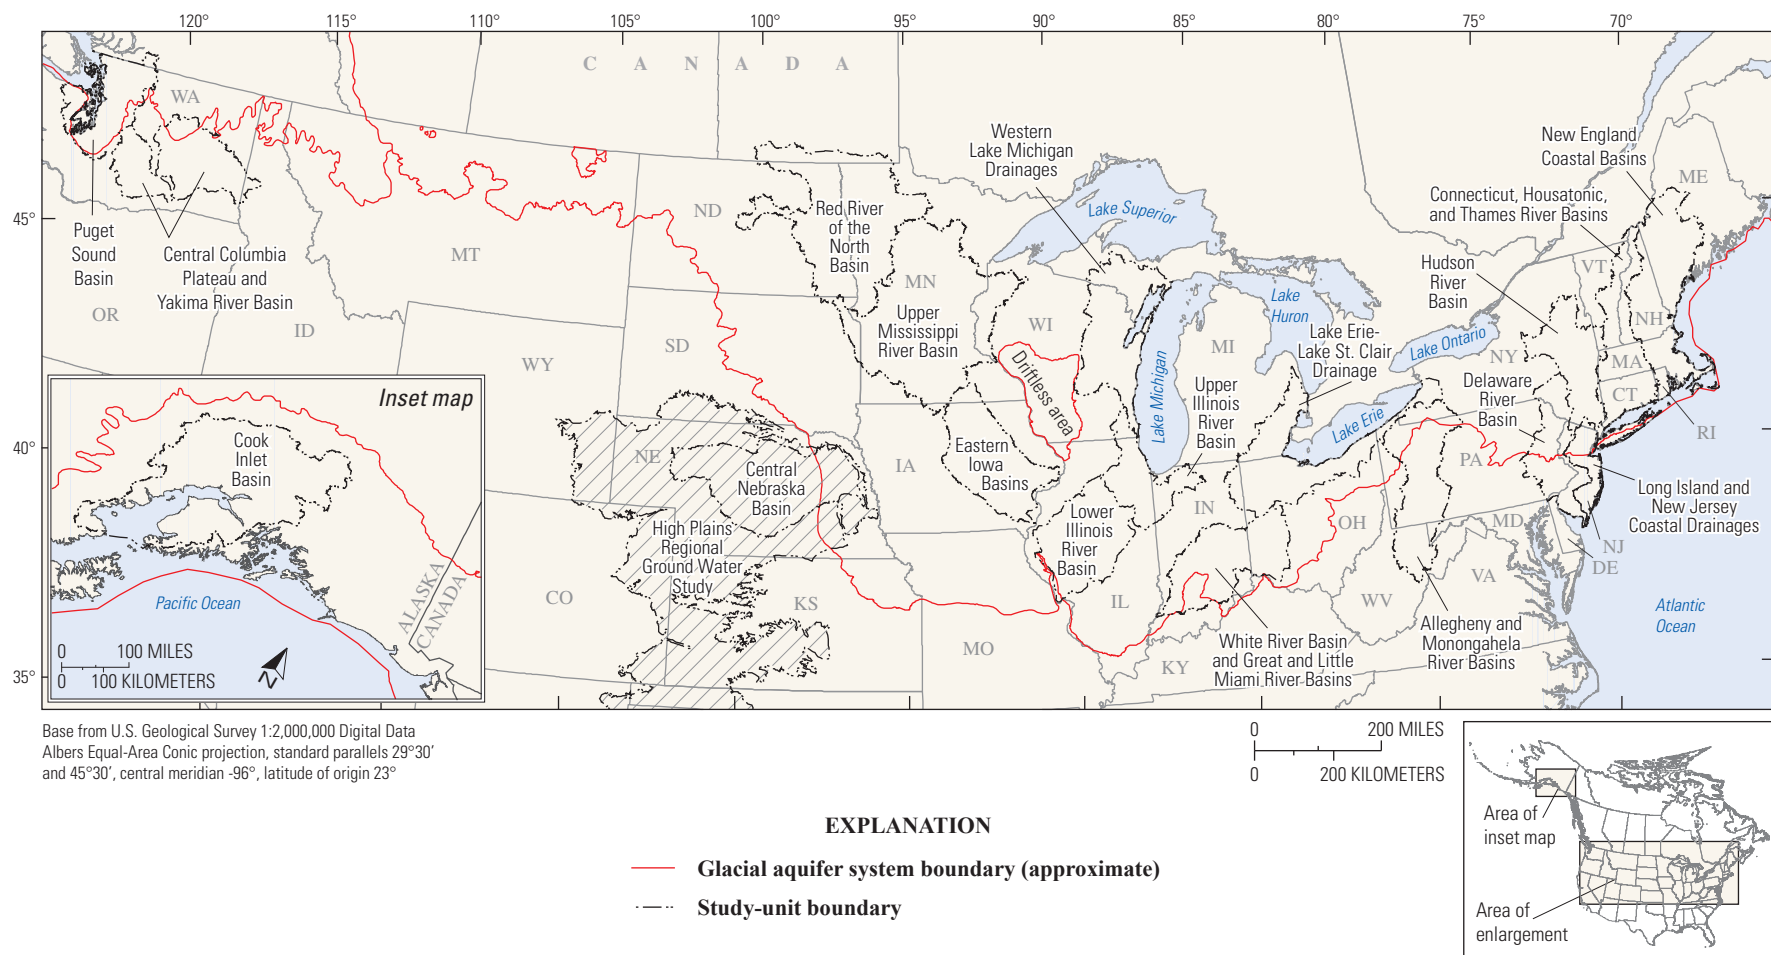 120°
115°
110°
105°
100°
95°
90°
85°
80°
75°
70°
45°
40°
35°
C A N A D A
WA
OR
ID
MT
WY
ND
SD
NE
CO
KS
MN
IA
MO
WI
IL
MI
IN
OH
KY
WV
VA
PA
NY
VT
NH
ME
MA
CT
RI
NJ
DE
MD
Puget
Sound
Basin
Central Columbia
Plateau and
Yakima River Basin
Red River
of the
North
Basin
Upper
Mississippi
River Basin
Western
Lake Michigan
Drainages
Lake Superior
Lake Michigan
Lake
Huron
Lake Erie
Lake Ontario
Driftless area
Eastern
Iowa
Basins
Central
Nebraska
Basin
High Plains
Regional
Ground Water
Study
Lower
Illinois
River
Basin
Upper
Illinois
River
Basin
Lake Erie-
Lake St. Clair
Drainage
White River Basin
and Great and Little
Miami River Basins
Allegheny and
Monongahela
River Basins
Hudson
River
Basin
Delaware
River
Basin
Connecticut, Housatonic,
and Thames River Basins
New England
Coastal Basins
Long Island and
New Jersey
Coastal Drainages
Atlantic
Ocean
Inset map
Cook
Inlet
Basin
Pacific Ocean
ALASKA
CANADA
0 100 MILES
0 100 KILOMETERS
N
Base from U.S. Geological Survey 1:2,000,000 Digital Data
Albers Equal-Area Conic projection, standard parallels 29°30′
and 45°30′, central meridian -96°, latitude of origin 23°
0 200 MILES
0 200 KILOMETERS
EXPLANATION
Glacial aquifer system boundary (approximate)
Study-unit boundary
Area of
inset map
Area of
enlargement